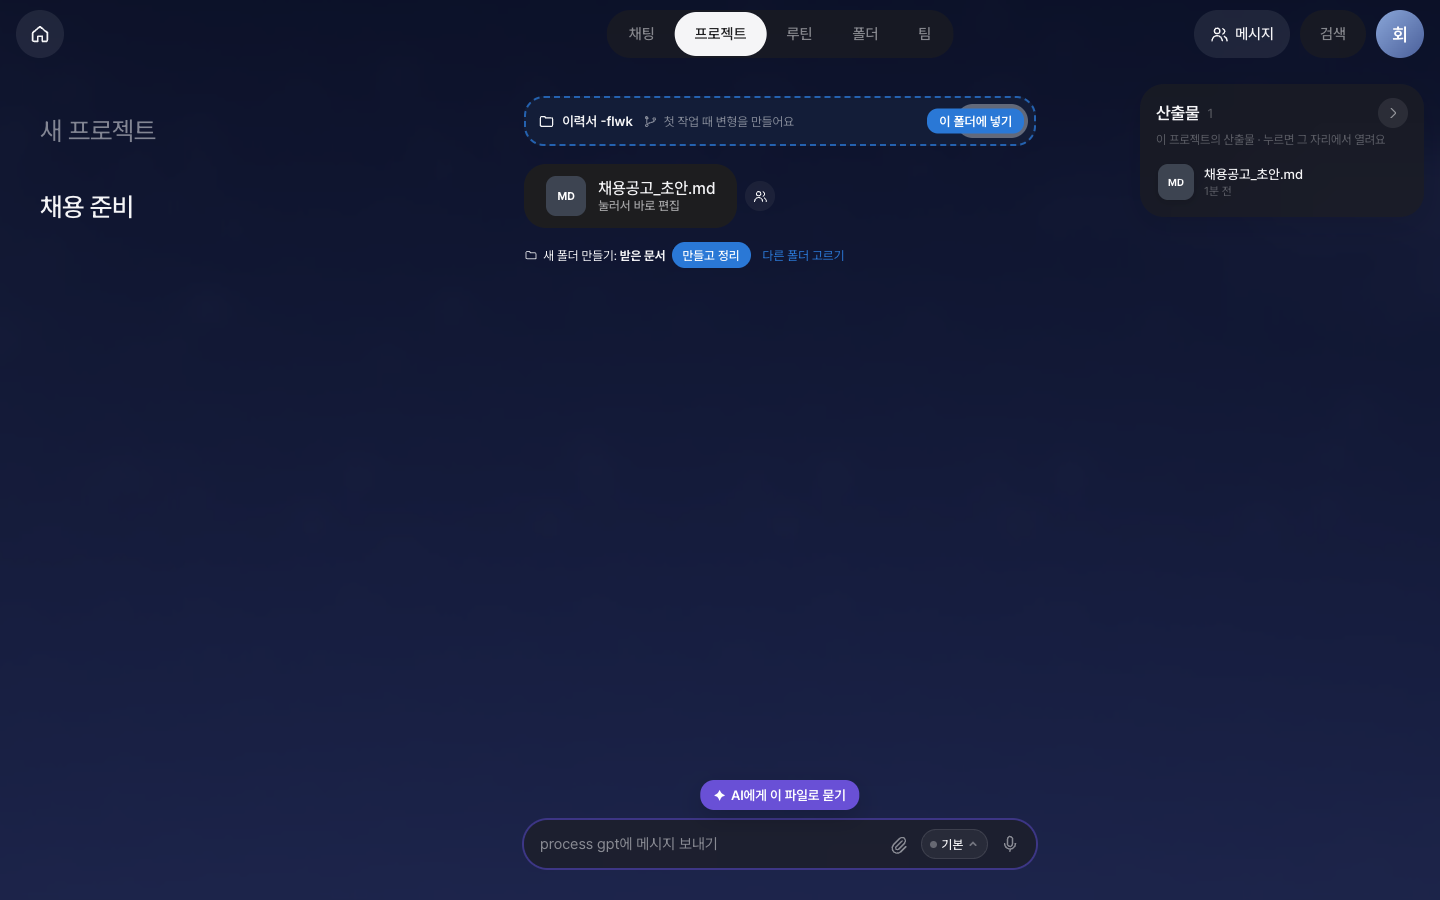 채팅
프로젝트
루틴
폴더
팀
메시지
검색
회
새 프로젝트
채용 준비
이력서 -flwk
첫 작업 때 변형을 만들어요
이 폴더에 넣기
MD
채용공고_초안.md
눌러서 바로 편집
새 폴더 만들기: 받은 문서
만들고 정리
다른 폴더 고르기
산출물 1
이 프로젝트의 산출물 · 누르면 그 자리에서 열려요
MD
채용공고_초안.md
1분 전
AI에게 이 파일로 묻기
process gpt에 메시지 보내기
기본